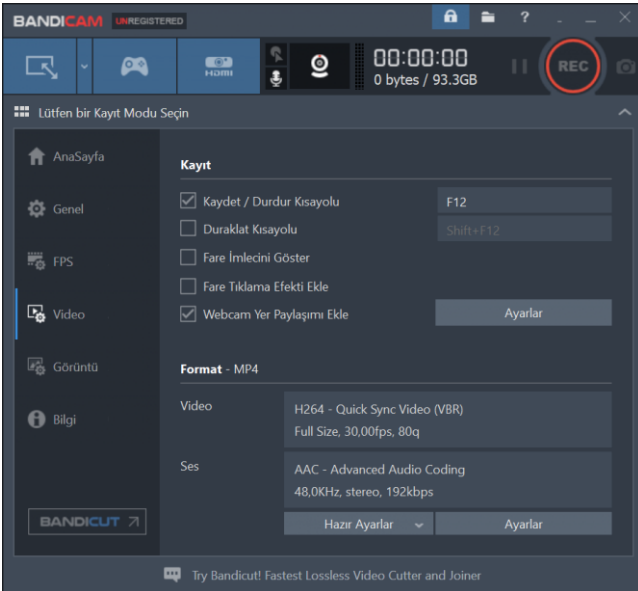 BANDICAM UNREGISTERED
?
HDMI
00:00:00
0 bytes / 93.3GB
REC
Lütfen bir Kayıt Modu Seçin
AnaSayfa
Genel
FPS
Video
Görüntü
Bilgi
BANDICUT
Kayıt
Kaydet / Durdur Kısayolu F12
Duraklat Kısayolu Shift+F12
Fare İmlecini Göster
Fare Tıklama Efekti Ekle
Webcam Yer Paylaşımı Ekle Ayarlar
Format - MP4
Video
H264 - Quick Sync Video (VBR)
Full Size, 30,00fps, 80q
Ses
AAC - Advanced Audio Coding
48,0KHz, stereo, 192kbps
Hazır Ayarlar Ayarlar
Try Bandicut! Fastest Lossless Video Cutter and Joiner